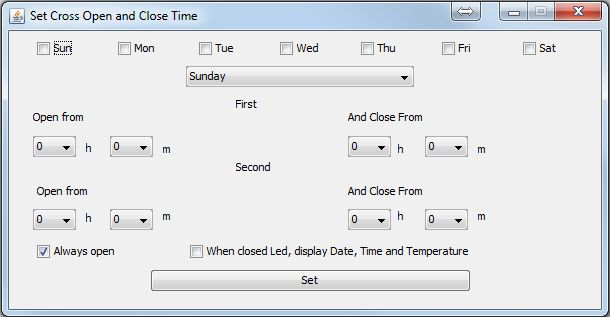 Set Cross Open and Close Time
Sun Mon Tue Wed Thu Fri Sat
Sunday
First
Open from And Close From
0 h 0 m 0 h 0 m
Second
Open from And Close From
0 h 0 m 0 h 0 m
Always open When closed Led, display Date, Time and Temperature
Set